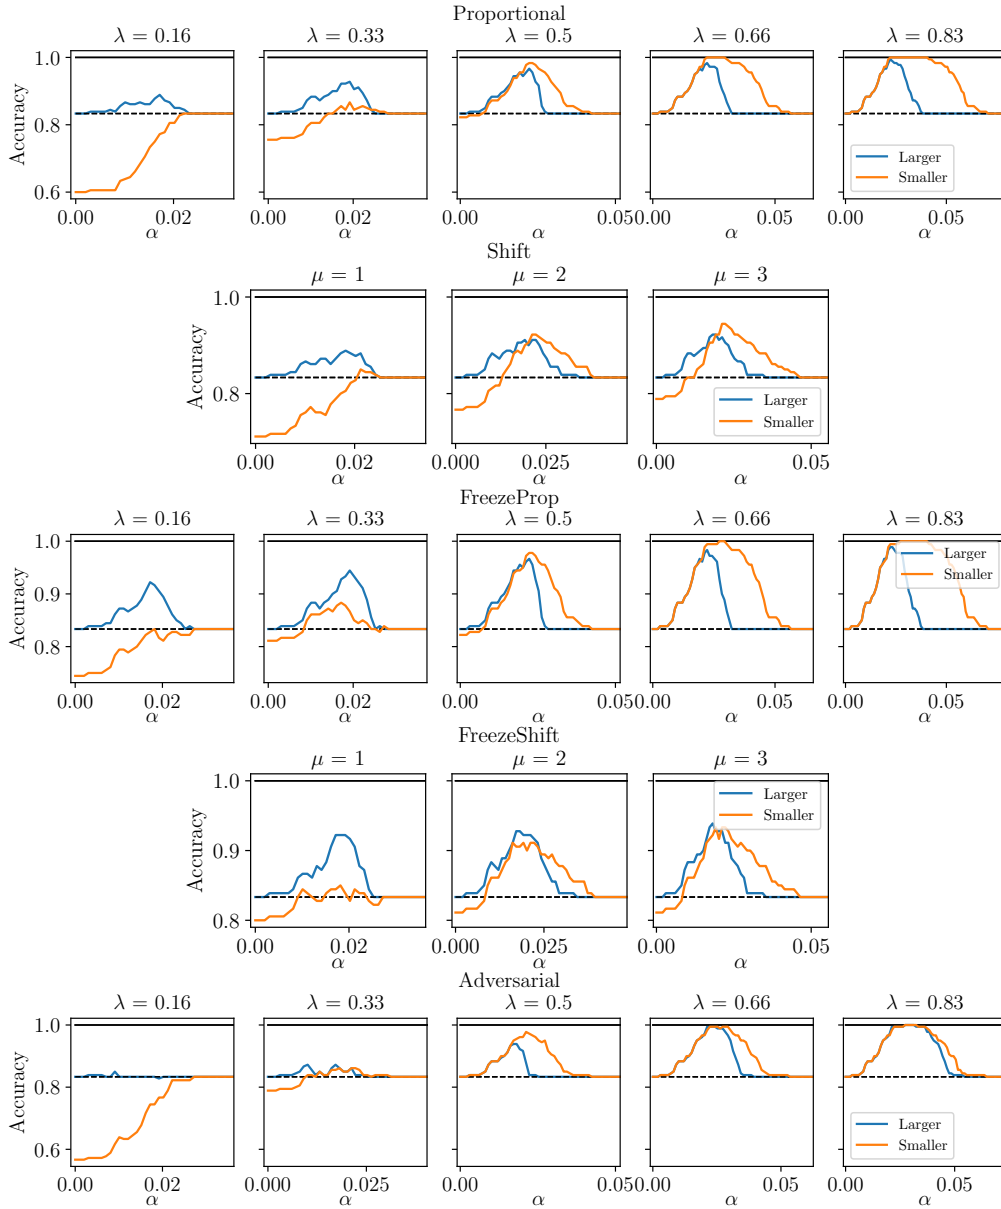 Proportional
λ = 0.16 λ = 0.33 λ = 0.5 λ = 0.66 λ = 0.83
Accuracy
1.0
0.8
0.6
Larger
Smaller
0.00 0.02 0.00 0.02 0.00 0.05 0.00 0.05 0.00 0.05
α α α α α
Shift
μ = 1 μ = 2 μ = 3
Accuracy
1.0
0.8
Larger
Smaller
0.00 0.02 0.000 0.025 0.00 0.05
α α α
FreezeProp
λ = 0.16 λ = 0.33 λ = 0.5 λ = 0.66 λ = 0.83
Accuracy
1.0
0.9
0.8
Larger
Smaller
0.00 0.02 0.00 0.02 0.00 0.05 0.00 0.05 0.00 0.05
α α α α α
FreezeShift
μ = 1 μ = 2 μ = 3
Accuracy
1.0
0.9
0.8
Larger
Smaller
0.00 0.02 0.000 0.025 0.00 0.05
α α α
Adversarial
λ = 0.16 λ = 0.33 λ = 0.5 λ = 0.66 λ = 0.83
Accuracy
1.0
0.8
0.6
Larger
Smaller
0.00 0.02 0.000 0.025 0.00 0.05 0.00 0.05 0.00 0.05
α α α α α